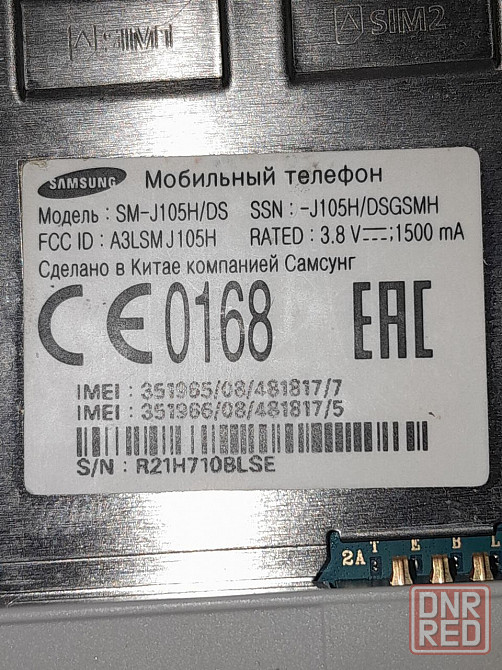 SIM1
SIM2
SAMSUNG Мобильный телефон
Модель : SM-J105H/DS SSN : -J105H/DSGSMH
FCC ID : A3LSMJ105H RATED : 3.8 V⎓;1500 mA
Сделано в Китае компанией Самсунг
CE0168 EAC
IMEI : 351965/08/481817/7
IMEI : 351966/08/481817/5
S/N : R21H710BLSE
2A T E B L
DNR
RED